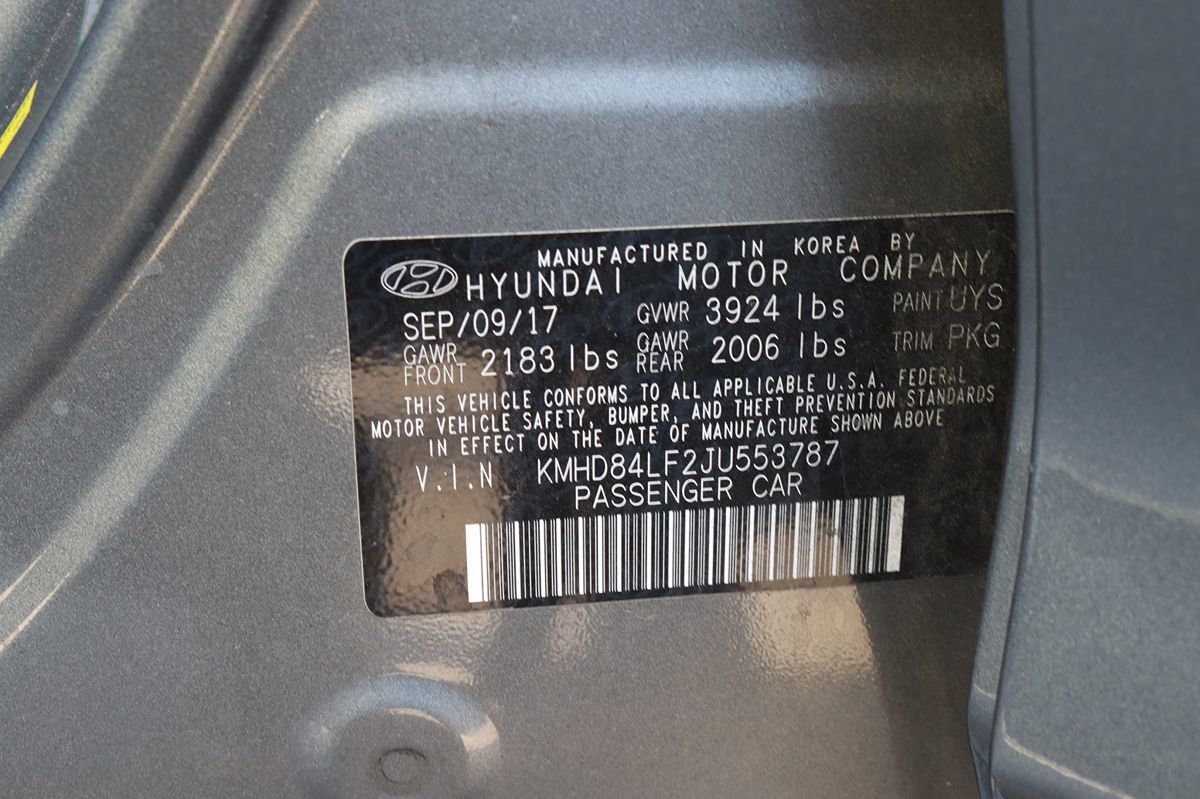 MANUFACTURED IN KOREA BY
HYUNDAI MOTOR COMPANY
SEP/09/17 GVWR 3924 lbs PAINT UYS
GAWR FRONT 2183 lbs GAWR REAR 2006 lbs TRIM PKG
THIS VEHICLE CONFORMS TO ALL APPLICABLE U.S.A. FEDERAL
MOTOR VEHICLE SAFETY, BUMPER, AND THEFT PREVENTION STANDARDS
IN EFFECT ON THE DATE OF MANUFACTURE SHOWN ABOVE
V.I.N KMHD84LF2JU553787
PASSENGER CAR